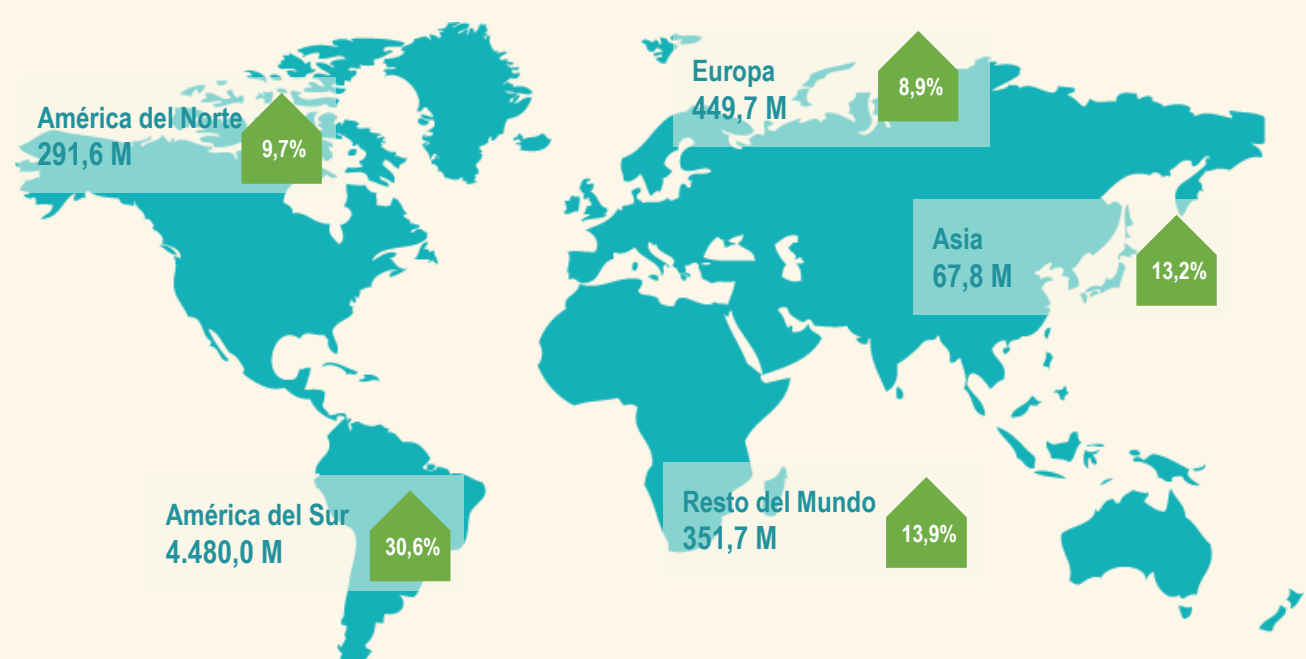 América del Norte
291,6 M
9,7%
Europa
449,7 M
8,9%
Asia
67,8 M
13,2%
América del Sur
4.480,0 M
30,6%
Resto del Mundo
351,7 M
13,9%